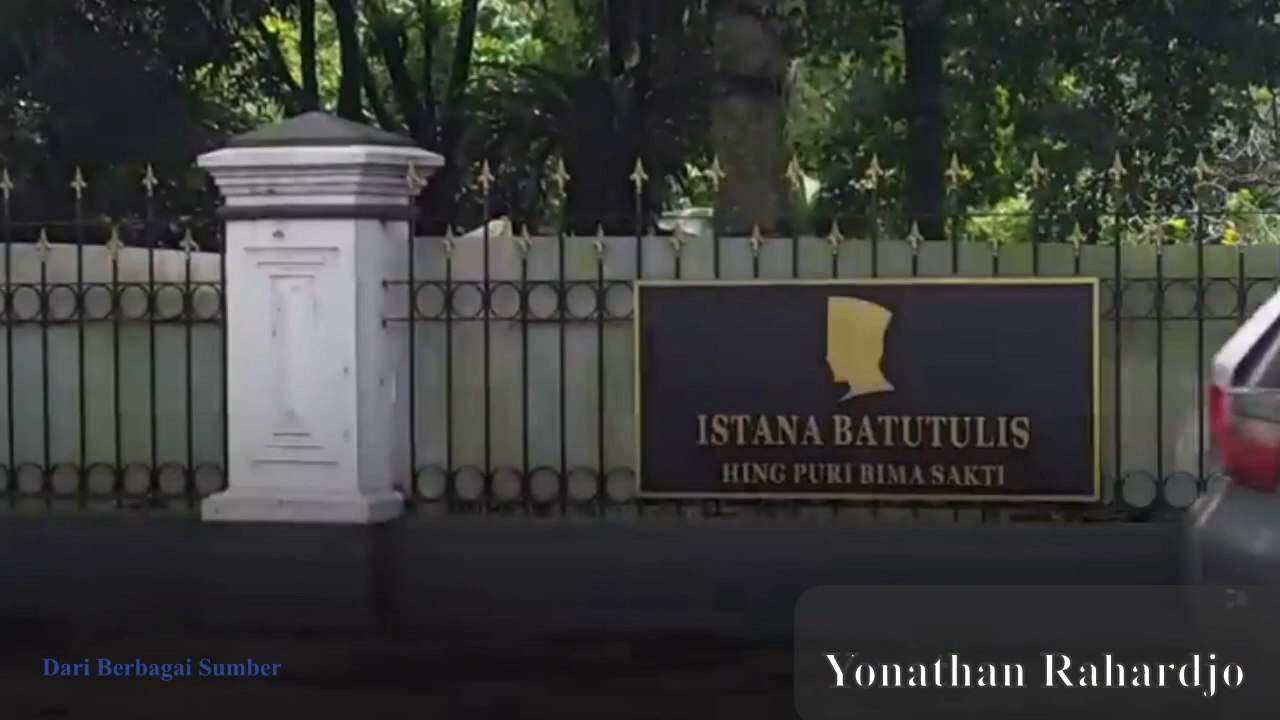 ISTANA BATUTULIS
HING PURI BIMA SAKTI
Dari Berbagai Sumber
Yonathan Rahardjo